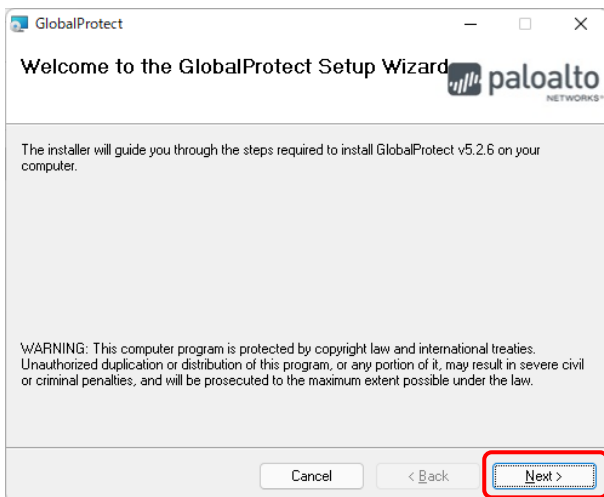 GlobalProtect
Welcome to the GlobalProtect Setup Wizard
paloalto
NETWORKS®
The installer will guide you through the steps required to install GlobalProtect v5.2.6 on your
computer.
WARNING: This computer program is protected by copyright law and international treaties.
Unauthorized duplication or distribution of this program, or any portion of it, may result in severe civil
or criminal penalties, and will be prosecuted to the maximum extent possible under the law.
Cancel
< Back
Next >